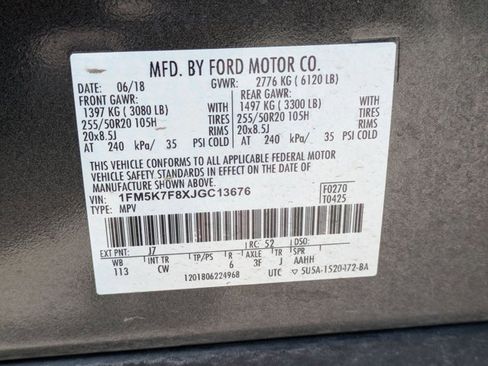 MFD. BY FORD MOTOR CO.
DATE: 06/18 GVWR: 2776 KG ( 6120 LB)
FRONT GAWR: REAR GAWR:
1397 KG ( 3080 LB) 1497 KG ( 3300 LB)
255/50R20 105H TIRES 255/50R20 105H TIRES
20x8.5J RIMS 20x8.5J RIMS
AT 240 kPa/ 35 PSI COLD AT 240 kPa/ 35 PSI COLD
THIS VEHICLE CONFORMS TO ALL APPLICABLE FEDERAL MOTOR
VEHICLE SAFETY AND THEFT PREVENTION STANDARDS IN
EFFECT ON THE DATE OF MANUFACTURE SHOWN ABOVE.
VIN: 1FM5K7F8XJGC13676 F0270
TYPE: MPV T0425
EXT PNT: J7 RC: 52 DSO:
WB INT TR TP/PS R AXLE TR SPR
113 CW 6 3F J AAHH
1201806224968 UTC 5U5A-1520472-BA